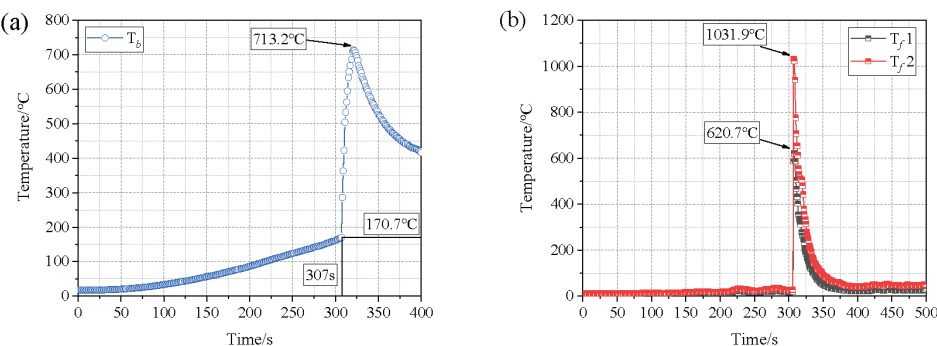 (a)
T_b
713.2℃
170.7℃
307s
800
700
600
500
400
300
200
100
0
Temperature/℃
0 50 100 150 200 250 300 350 400
Time/s
(b)
T_f-1
T_f-2
1031.9℃
620.7℃
1200
1000
800
600
400
200
0
Temperature/℃
0 50 100 150 200 250 300 350 400 450 500
Time/s